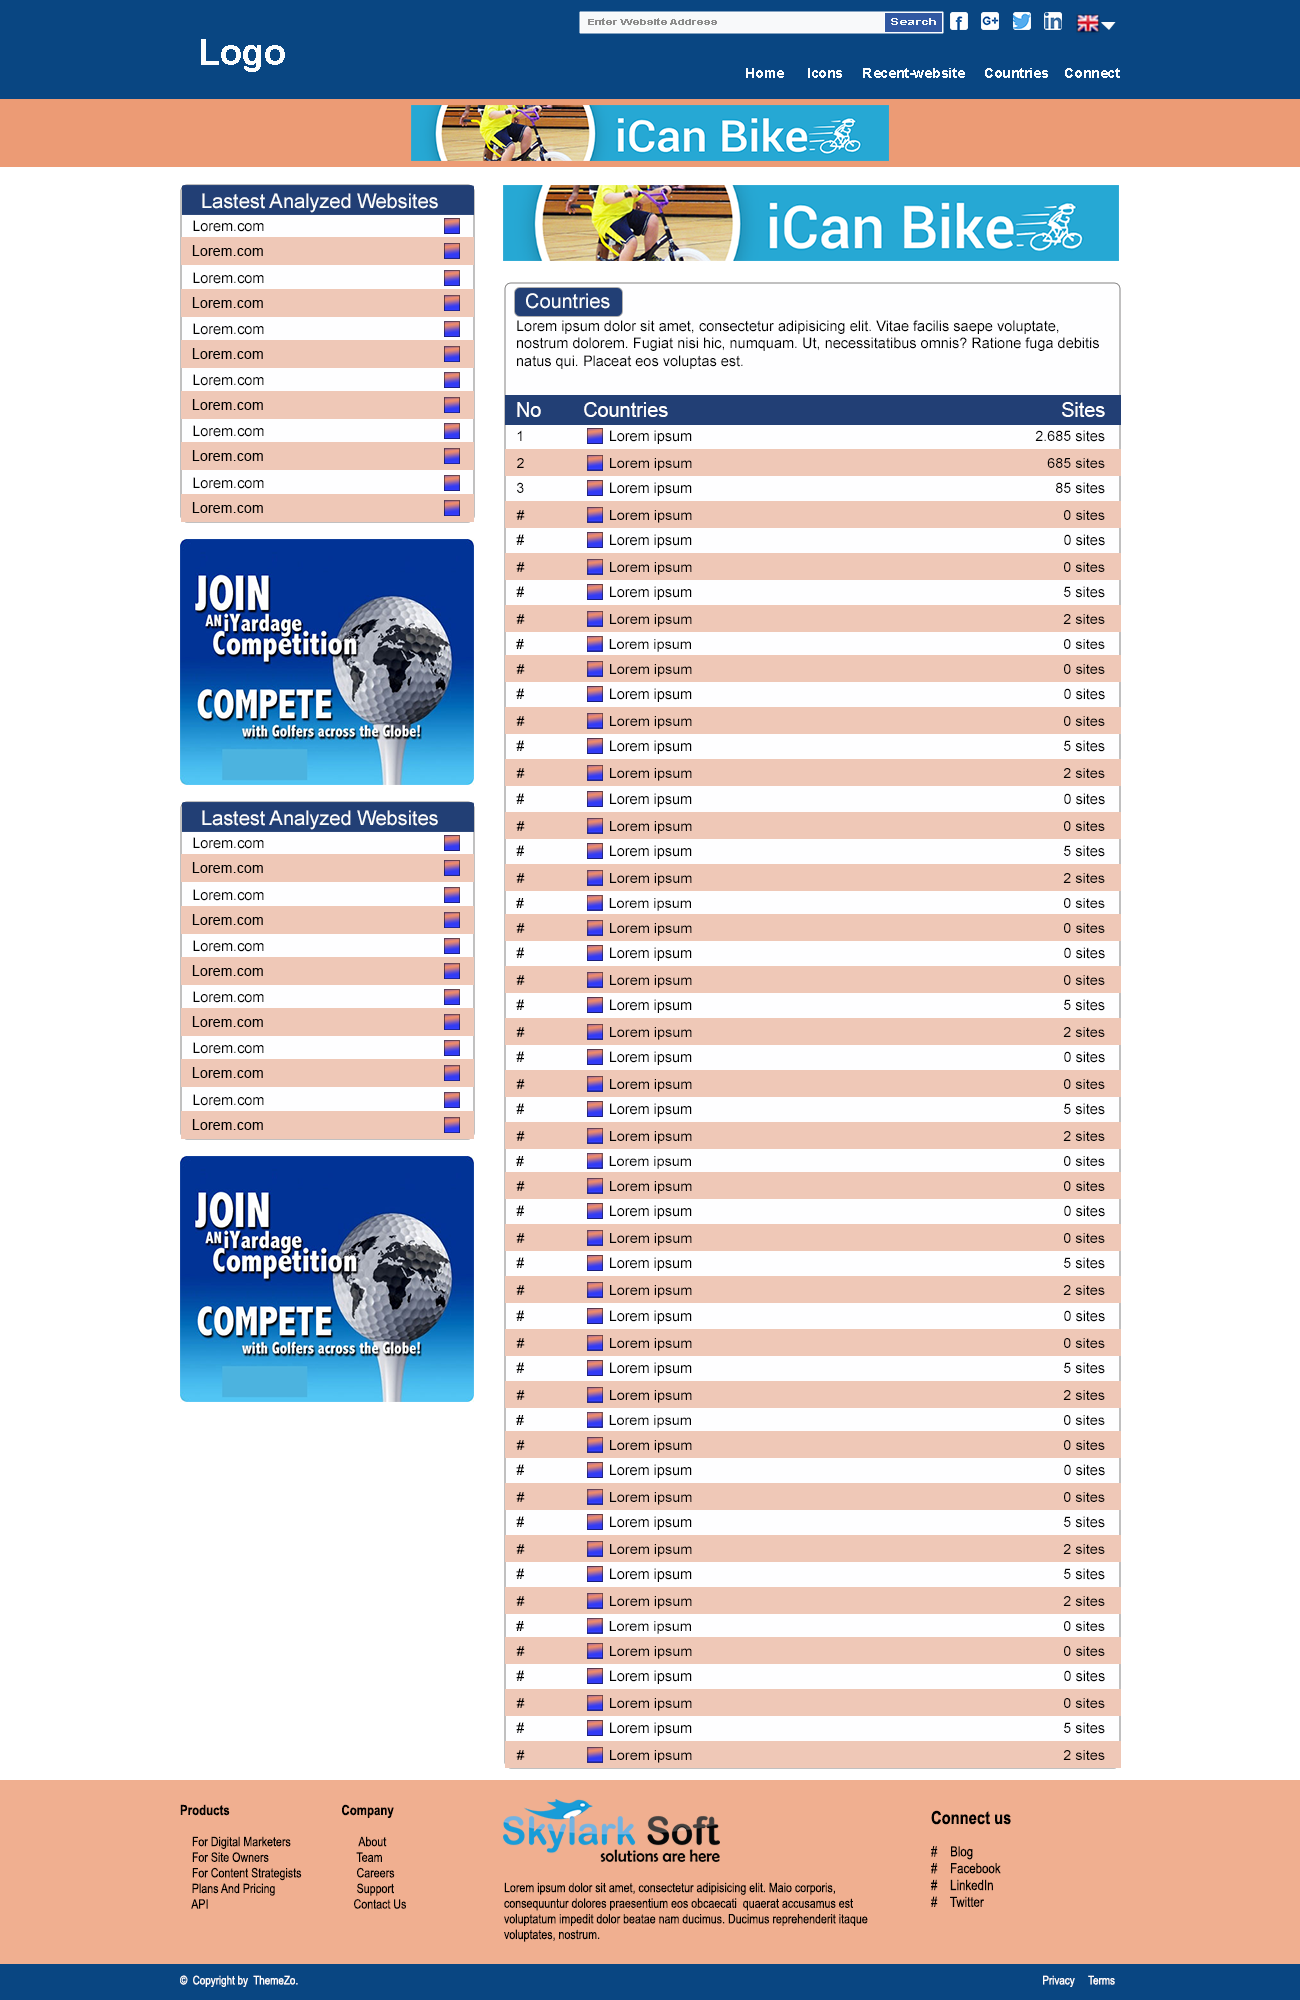 Enter Website Address
Search
Logo
Home Icons Recent-website Countries Connect
iCan Bike
Lastest Analyzed Websites
Lorem.com
Lorem.com
Lorem.com
Lorem.com
Lorem.com
Lorem.com
Lorem.com
Lorem.com
Lorem.com
Lorem.com
Lorem.com
Lorem.com
JOIN
AN iYardage
Competition
COMPETE
with Golfers across the Globe!
Lastest Analyzed Websites
Lorem.com
Lorem.com
Lorem.com
Lorem.com
Lorem.com
Lorem.com
Lorem.com
Lorem.com
Lorem.com
Lorem.com
Lorem.com
Lorem.com
JOIN
AN iYardage
Competition
COMPETE
with Golfers across the Globe!
iCan Bike
Countries
Lorem ipsum dolor sit amet, consectetur adipisicing elit. Vitae facilis saepe voluptate,
nostrum dolorem. Fugiat nisi hic, numquam. Ut, necessitatibus omnis? Ratione fuga debitis
natus qui. Placeat eos voluptas est.
No Countries Sites
1 Lorem ipsum 2.685 sites
2 Lorem ipsum 685 sites
3 Lorem ipsum 85 sites
# Lorem ipsum 0 sites
# Lorem ipsum 0 sites
# Lorem ipsum 0 sites
# Lorem ipsum 5 sites
# Lorem ipsum 2 sites
# Lorem ipsum 0 sites
# Lorem ipsum 0 sites
# Lorem ipsum 0 sites
# Lorem ipsum 0 sites
# Lorem ipsum 5 sites
# Lorem ipsum 2 sites
# Lorem ipsum 0 sites
# Lorem ipsum 0 sites
# Lorem ipsum 5 sites
# Lorem ipsum 2 sites
# Lorem ipsum 0 sites
# Lorem ipsum 0 sites
# Lorem ipsum 0 sites
# Lorem ipsum 0 sites
# Lorem ipsum 5 sites
# Lorem ipsum 2 sites
# Lorem ipsum 0 sites
# Lorem ipsum 0 sites
# Lorem ipsum 5 sites
# Lorem ipsum 2 sites
# Lorem ipsum 0 sites
# Lorem ipsum 0 sites
# Lorem ipsum 0 sites
# Lorem ipsum 0 sites
# Lorem ipsum 5 sites
# Lorem ipsum 2 sites
# Lorem ipsum 0 sites
# Lorem ipsum 0 sites
# Lorem ipsum 5 sites
# Lorem ipsum 2 sites
# Lorem ipsum 0 sites
# Lorem ipsum 0 sites
# Lorem ipsum 0 sites
# Lorem ipsum 0 sites
# Lorem ipsum 5 sites
# Lorem ipsum 2 sites
# Lorem ipsum 5 sites
# Lorem ipsum 2 sites
# Lorem ipsum 0 sites
# Lorem ipsum 0 sites
# Lorem ipsum 0 sites
# Lorem ipsum 0 sites
# Lorem ipsum 5 sites
# Lorem ipsum 2 sites
Products
For Digital Marketers
For Site Owners
For Content Strategists
Plans And Pricing
API
Company
About
Team
Careers
Support
Contact Us
Skylark Soft
solutions are here
Lorem ipsum dolor sit amet, consectetur adipisicing elit. Maio corporis,
consequuntur dolores praesentium eos obcaecati quaerat accusamus est
voluptatum impedit dolor beatae nam ducimus. Ducimus reprehenderit itaque
voluptates, nostrum.
Connect us
# Blog
# Facebook
# LinkedIn
# Twitter
© Copyright by ThemeZo.
Privacy Terms